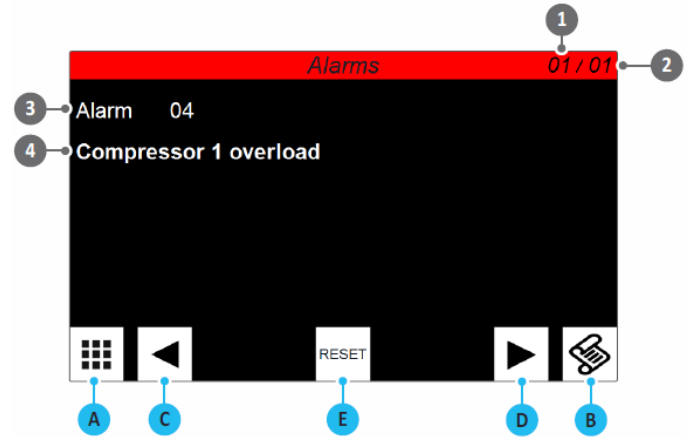 1
Alarms 01 / 01 2
3 Alarm 04
4 Compressor 1 overload
RESET
A C E D B